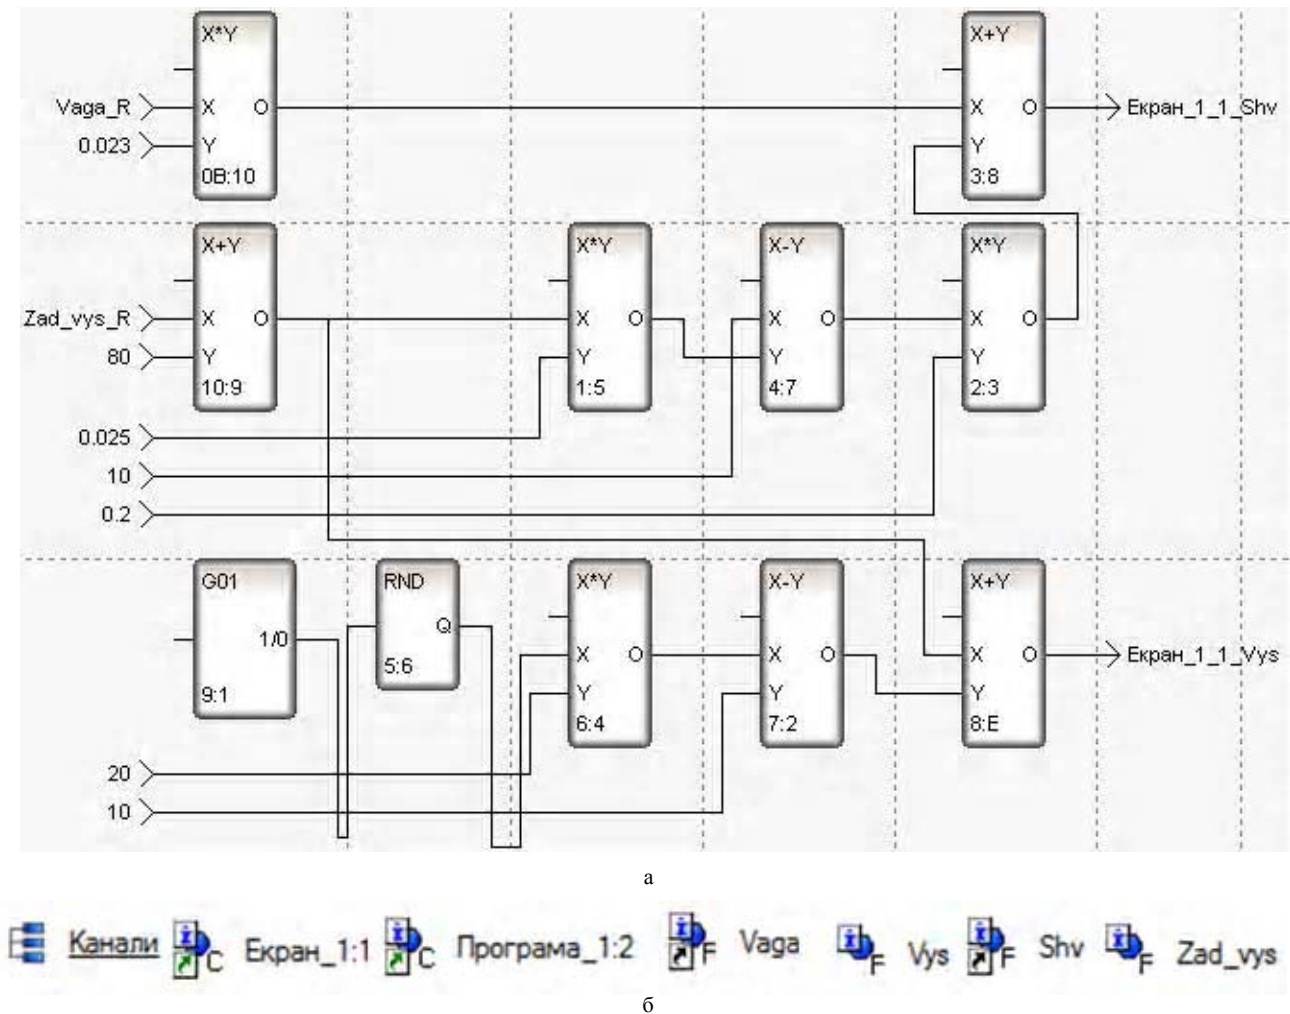 X*Y
X+Y
Vaga_R
X
O
X
O
Екран_1_1_Shv
0.023
Y
Y
0B:10
3:8
X+Y
X*Y
X-Y
X*Y
Zad_vys_R
X
O
X
O
X
O
X
O
80
Y
Y
Y
Y
10:9
1:5
4:7
2:3
0.025
10
0.2
G01
RND
X*Y
X-Y
X+Y
1/0
Q
X
O
X
O
X
O
Екран_1_1_Vys
9:1
5:6
Y
Y
Y
6:4
7:2
8:E
20
10
а
Канали
C
Екран_1:1
C
Програма_1:2
F
Vaga
F
Vys
F
Shv
F
Zad_vys
б